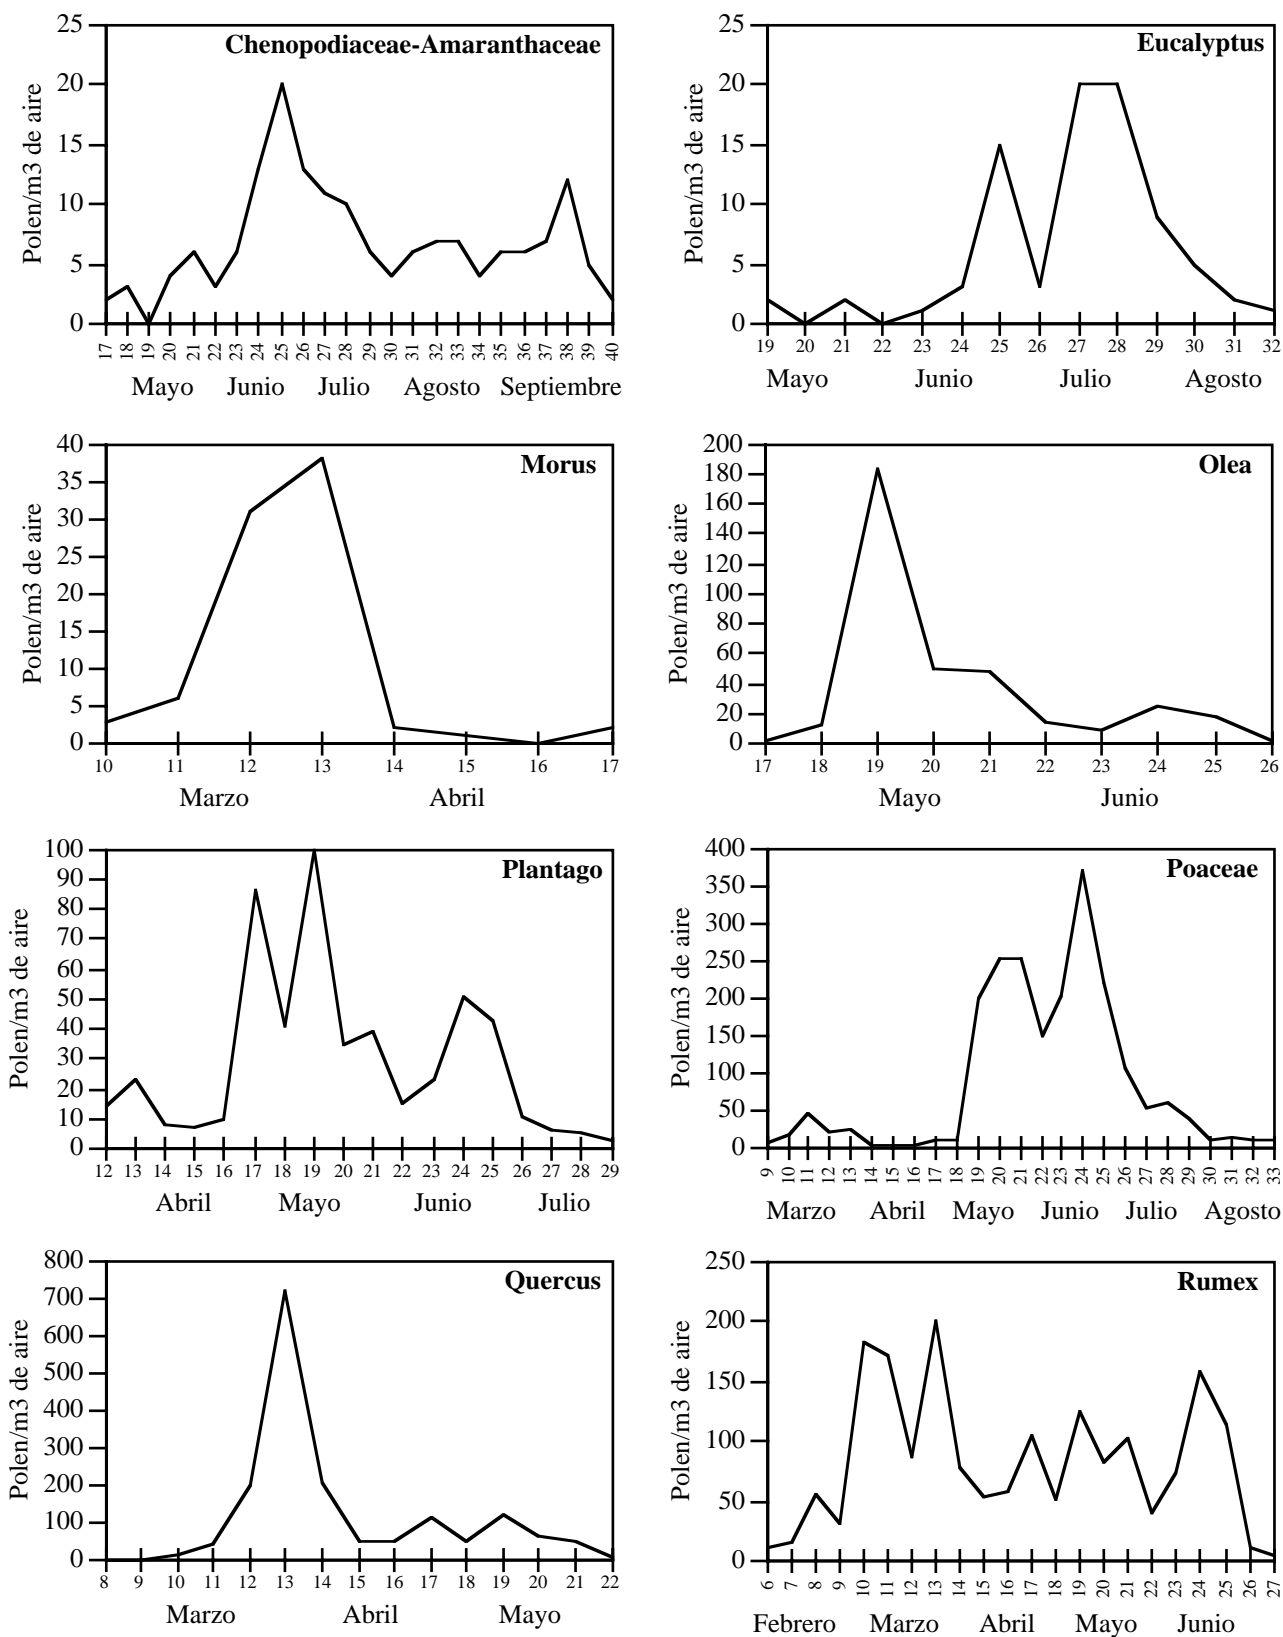 Chenopodiaceae-Amaranthaceae
Polen/m3 de aire
25
20
15
10
5
0
17 18 19 20 21 22 23 24 25 26 27 28 29 30 31 32 33 34 35 36 37 38 39 40
Mayo Junio Julio Agosto Septiembre
Eucalyptus
Polen/m3 de aire
25
20
15
10
5
0
19 20 21 22 23 24 25 26 27 28 29 30 31 32
Mayo Junio Julio Agosto
Morus
Polen/m3 de aire
40
35
30
25
20
15
10
5
0
10 11 12 13 14 15 16 17
Marzo Abril
Olea
Polen/m3 de aire
200
180
160
140
120
100
80
60
40
20
0
17 18 19 20 21 22 23 24 25 26
Mayo Junio
Plantago
Polen/m3 de aire
100
90
80
70
60
50
40
30
20
10
0
12 13 14 15 16 17 18 19 20 21 22 23 24 25 26 27 28 29
Abril Mayo Junio Julio
Poaceae
Polen/m3 de aire
400
350
300
250
200
150
100
50
0
9 10 11 12 13 14 15 16 17 18 19 20 21 22 23 24 25 26 27 28 29 30 31 32 33
Marzo Abril Mayo Junio Julio Agosto
Quercus
Polen/m3 de aire
800
700
600
500
400
300
200
100
0
8 9 10 11 12 13 14 15 16 17 18 19 20 21 22
Marzo Abril Mayo
Rumex
Polen/m3 de aire
250
200
150
100
50
0
6 7 8 9 10 11 12 13 14 15 16 17 18 19 20 21 22 23 24 25 26 27
Febrero Marzo Abril Mayo Junio